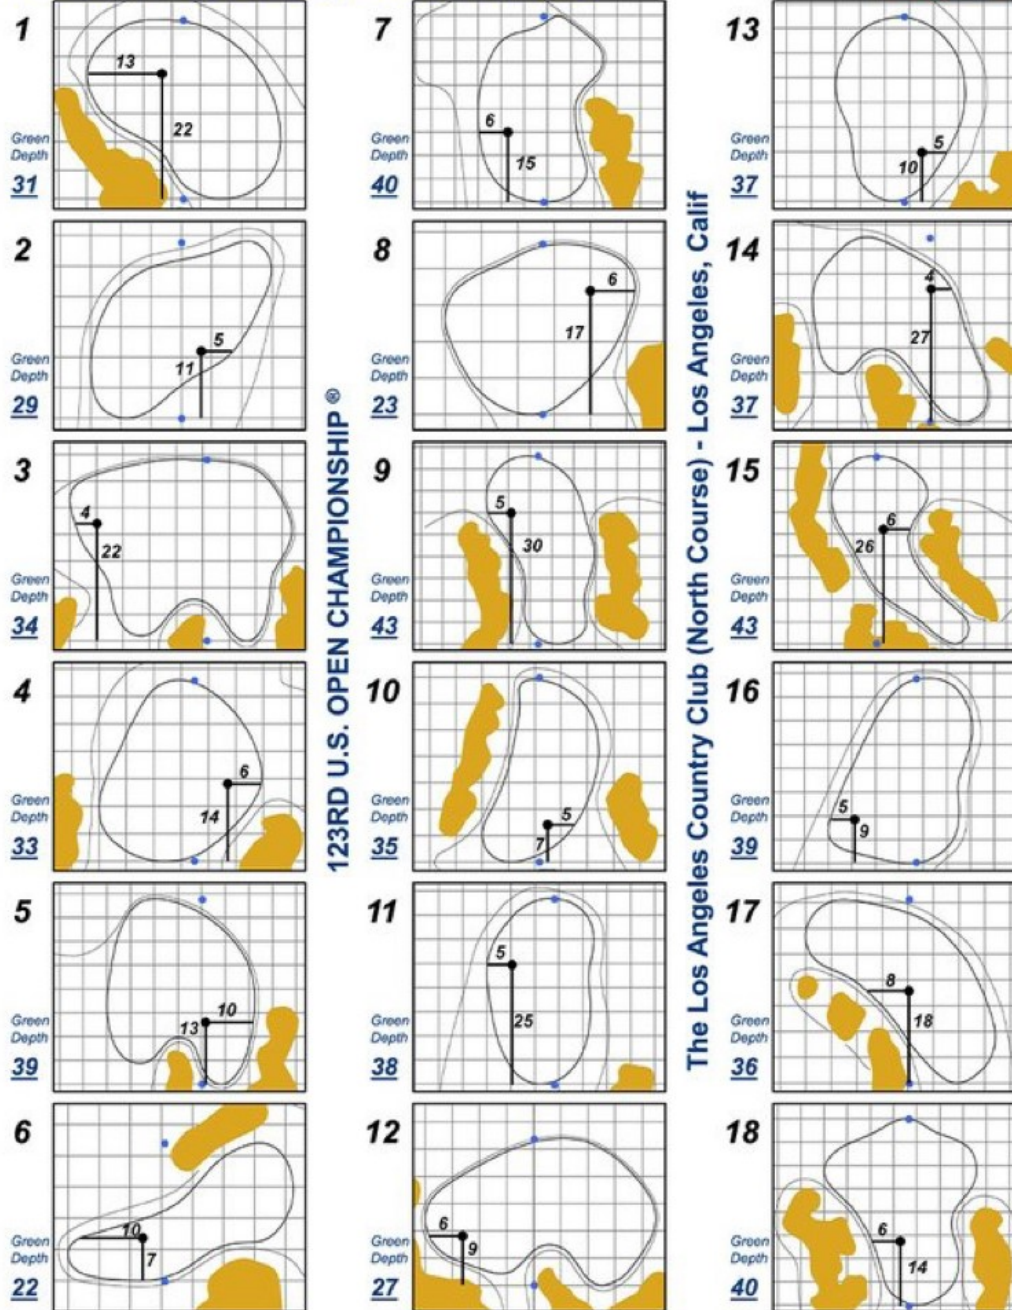 1
13
22
Green
Depth
31
2
5
11
Green
Depth
29
3
4
22
Green
Depth
34
4
6
14
Green
Depth
33
5
10
13
Green
Depth
39
6
10
7
Green
Depth
22
123RD U.S. OPEN CHAMPIONSHIP ®
7
6
15
Green
Depth
40
8
6
17
Green
Depth
23
9
5
30
Green
Depth
43
10
5
7
Green
Depth
35
11
5
25
Green
Depth
38
12
6
9
Green
Depth
27
The Los Angeles Country Club (North Course) - Los Angeles, Calif
13
5
10
Green
Depth
37
14
4
27
Green
Depth
37
15
6
26
Green
Depth
43
16
5
9
Green
Depth
39
17
8
18
Green
Depth
36
18
6
14
Green
Depth
40